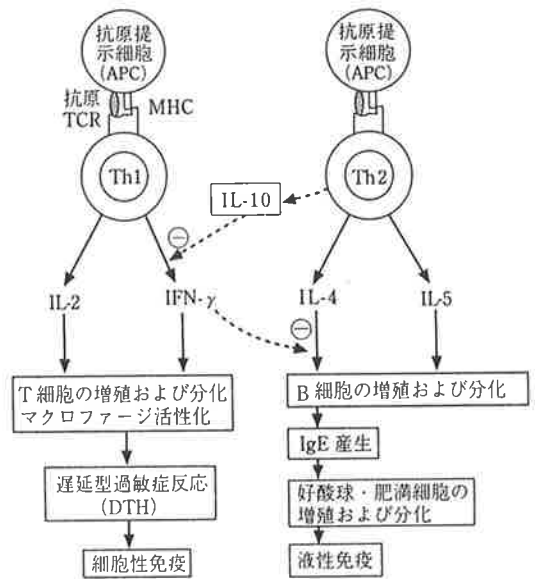 抗原提
示細胞
(APC)
抗原提
示細胞
(APC)
抗原
TCR
MHC
Th1
Th2
IL-10
⊖
IL-2
IFN-γ
⊖
IL-4
IL-5
T細胞の増殖および分化
マクロファージ活性化
B細胞の増殖および分化
IgE産生
遅延型過敏症反応
(DTH)
好酸球・肥満細胞の
増殖および分化
細胞性免疫
液性免疫